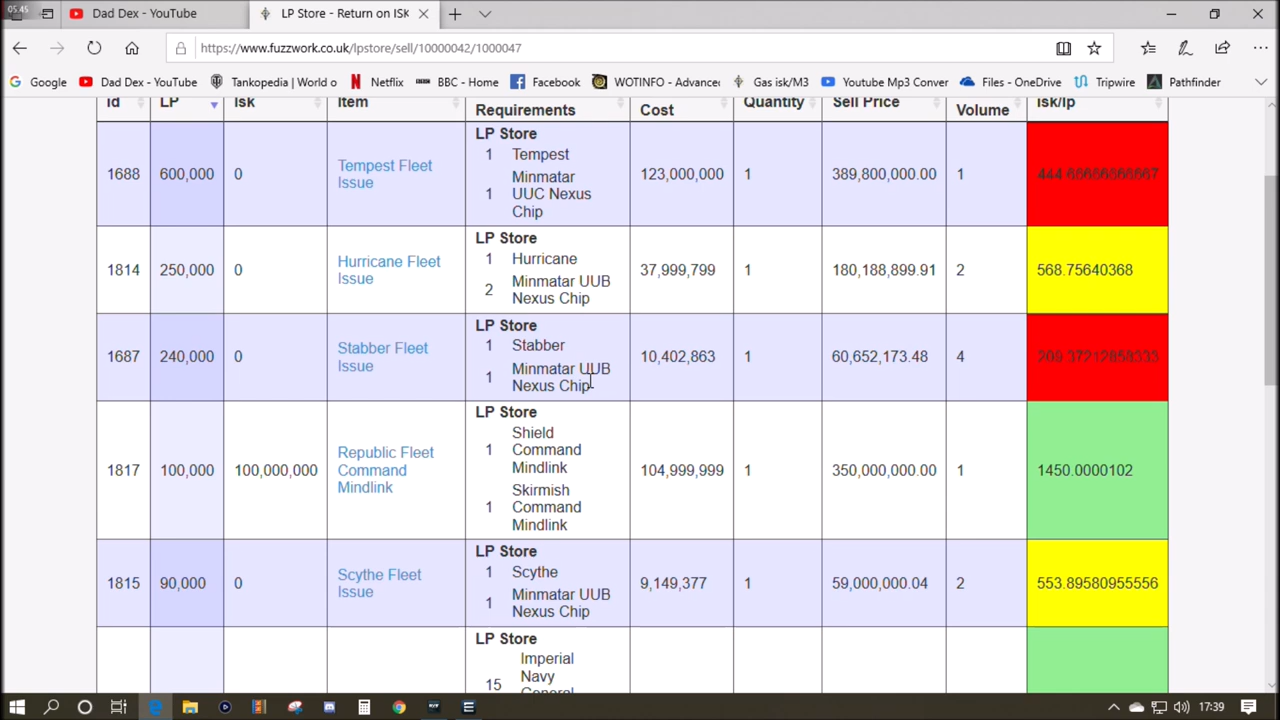 05.45
Dad Dex - YouTube
LP Store - Return on ISK
https://www.fuzzwork.co.uk/lpstore/sell/10000042/1000047
Google
Dad Dex - YouTube
Tankopedia | World o
Netflix
BBC - Home
Facebook
WOTINFO - Advance
Gas isk/M3
Youtube Mp3 Conver
Files - OneDrive
Tripwire
Pathfinder
Id LP Isk Item Requirements Cost Quantity Sell Price Volume isk/lp
LP Store
1 Tempest
1688 600,000 0 Tempest Fleet
Issue
1 Minmatar
UUC Nexus
Chip
123,000,000 1 389,800,000.00 1 444.66666666667
LP Store
1 Hurricane
1814 250,000 0 Hurricane Fleet
Issue
2 Minmatar UUB
Nexus Chip
37,999,799 1 180,188,899.91 2 568.75640368
LP Store
1 Stabber
1687 240,000 0 Stabber Fleet
Issue
1 Minmatar UUB
Nexus Chip
10,402,863 1 60,652,173.48 4 209.37212858333
LP Store
1 Shield
Command
Mindlink
1817 100,000 100,000,000 Republic Fleet
Command
Mindlink
1 Skirmish
Command
Mindlink
104,999,999 1 350,000,000.00 1 1450.0000102
LP Store
1 Scythe
1815 90,000 0 Scythe Fleet
Issue
1 Minmatar UUB
Nexus Chip
9,149,377 1 59,000,000.04 2 553.89580955556
LP Store
15 Imperial
Navy
General
17:39